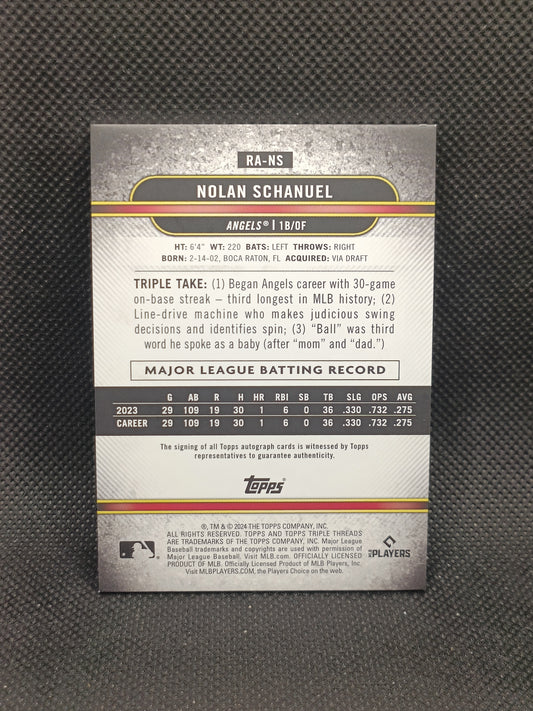 RA-NS
NOLAN SCHANUEL
ANGELS® | 1B/OF
HT: 6'4" WT: 220 BATS: LEFT THROWS: RIGHT
BORN: 2-14-02, BOCA RATON, FL ACQUIRED: VIA DRAFT
TRIPLE TAKE: (1) Began Angels career with 30-game
on-base streak – third longest in MLB history; (2)
Line-drive machine who makes judicious swing
decisions and identifies spin; (3) "Ball" was third
word he spoke as a baby (after "mom" and "dad.")
MAJOR LEAGUE BATTING RECORD
G AB R H HR RBI SB TB SLG OPS AVG
2023 29 109 19 30 1 6 0 36 .330 .732 .275
CAREER 29 109 19 30 1 6 0 36 .330 .732 .275
The signing of all Topps autograph cards is witnessed by Topps
representatives to guarantee authenticity.
topps
®, TM & © 2024 THE TOPPS COMPANY, INC.
ALL RIGHTS RESERVED. TOPPS AND TOPPS TRIPLE THREADS
ARE TRADEMARKS OF THE TOPPS COMPANY, INC. Major League
Baseball trademarks and copyrights are used with permission of
Major League Baseball. Visit MLB.com. OFFICIALLY LICENSED
PRODUCT OF MLB. Officially Licensed Product of MLB Players, Inc.
Visit MLBPLAYERS.COM, the Players Choice on the web.
MLB PLAYERS